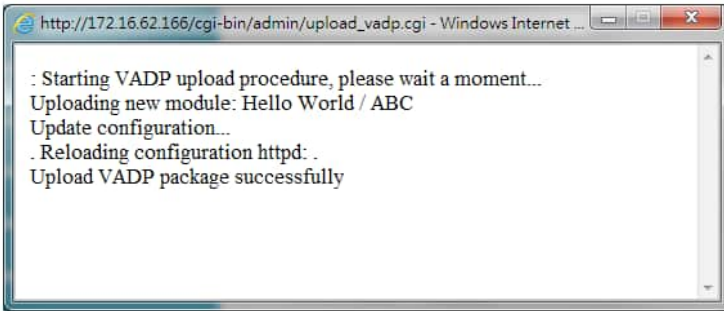 http://172.16.62.166/cgi-bin/admin/upload_vadp.cgi - Windows Internet ...
: Starting VADP upload procedure, please wait a moment...
Uploading new module: Hello World / ABC
Update configuration...
. Reloading configuration httpd: .
Upload VADP package successfully